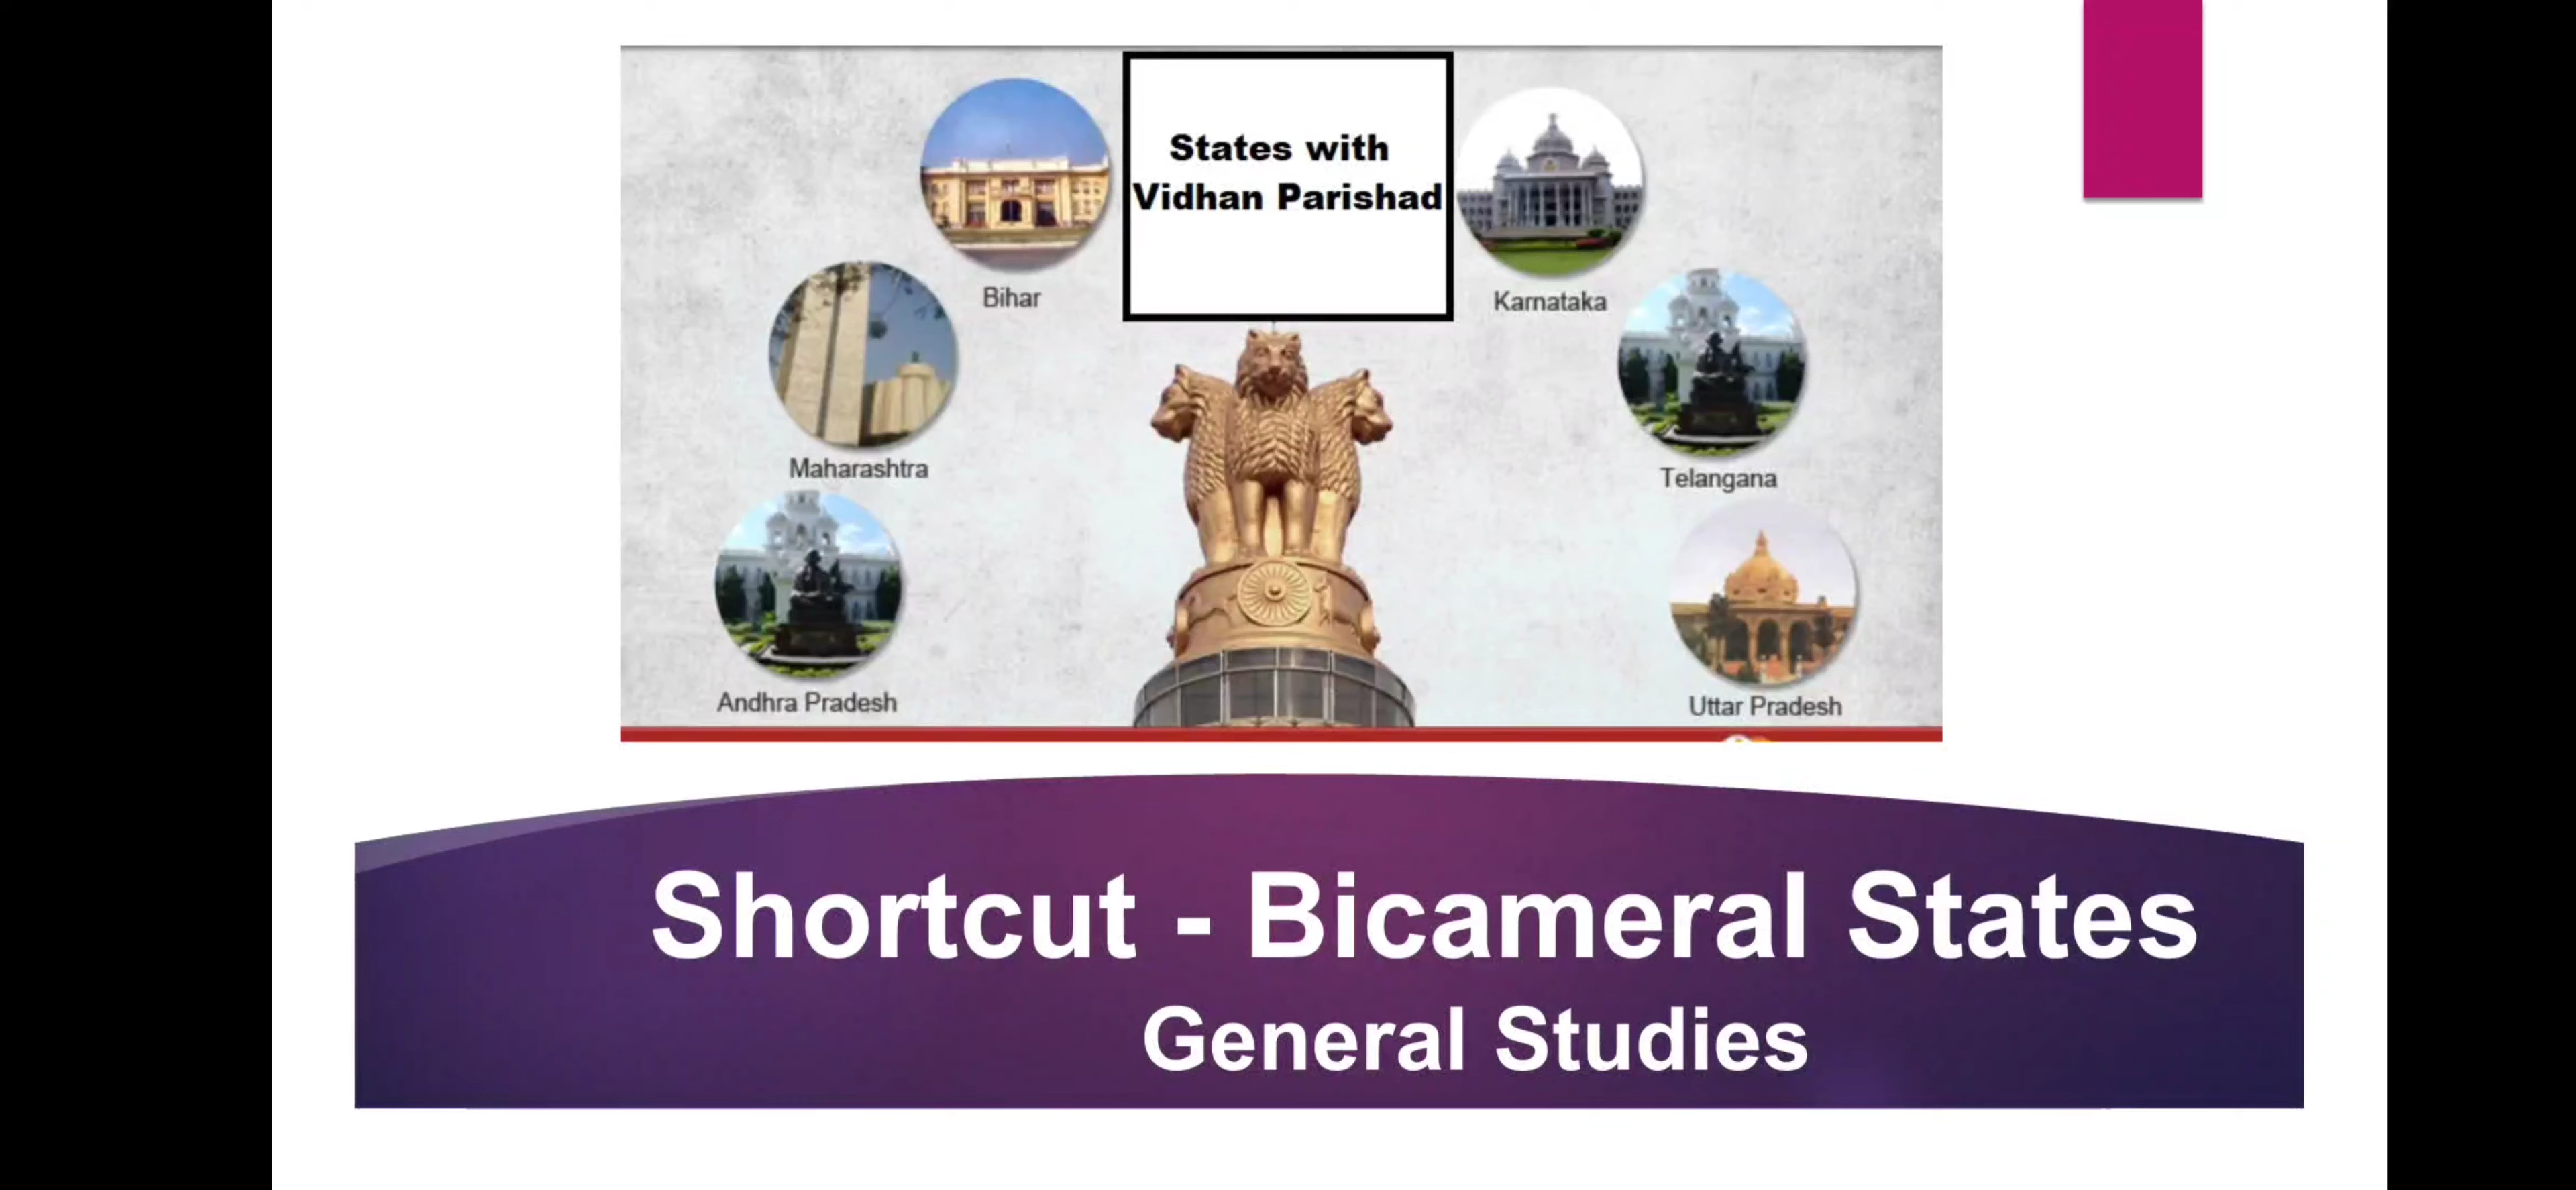 States with
Vidhan Parishad
Bihar
Karnataka
Maharashtra
Telangana
Andhra Pradesh
Uttar Pradesh
Shortcut - Bicameral States
General Studies